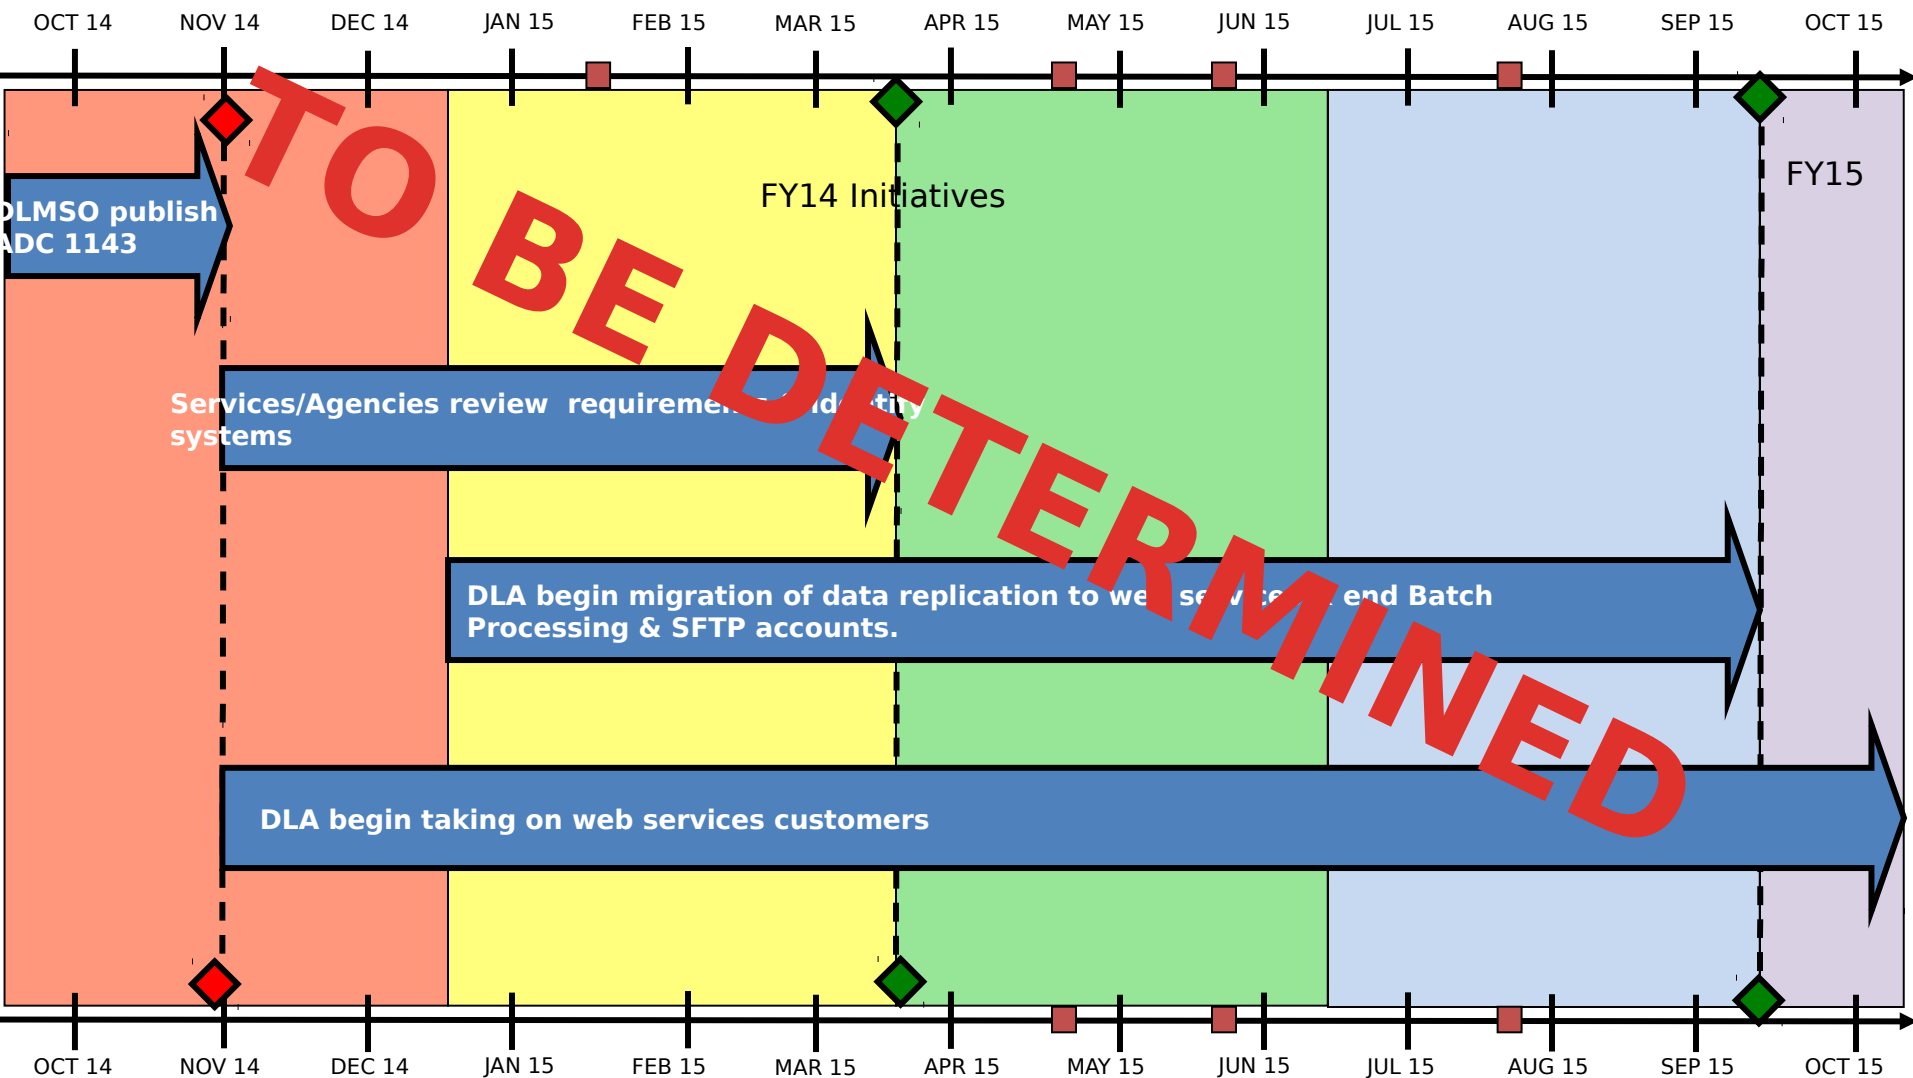 OCT 14 NOV 14 DEC 14 JAN 15 FEB 15 MAR 15 APR 15 MAY 15 JUN 15 JUL 15 AUG 15 SEP 15 OCT 15
TO BE DETERMINED
FY14 Initiatives
FY15
DLMSO publish
ADC 1143
Services/Agencies review requirements & identify
systems
DLA begin migration of data replication to web services & end Batch
Processing & SFTP accounts.
DLA begin taking on web services customers
OCT 14 NOV 14 DEC 14 JAN 15 FEB 15 MAR 15 APR 15 MAY 15 JUN 15 JUL 15 AUG 15 SEP 15 OCT 15